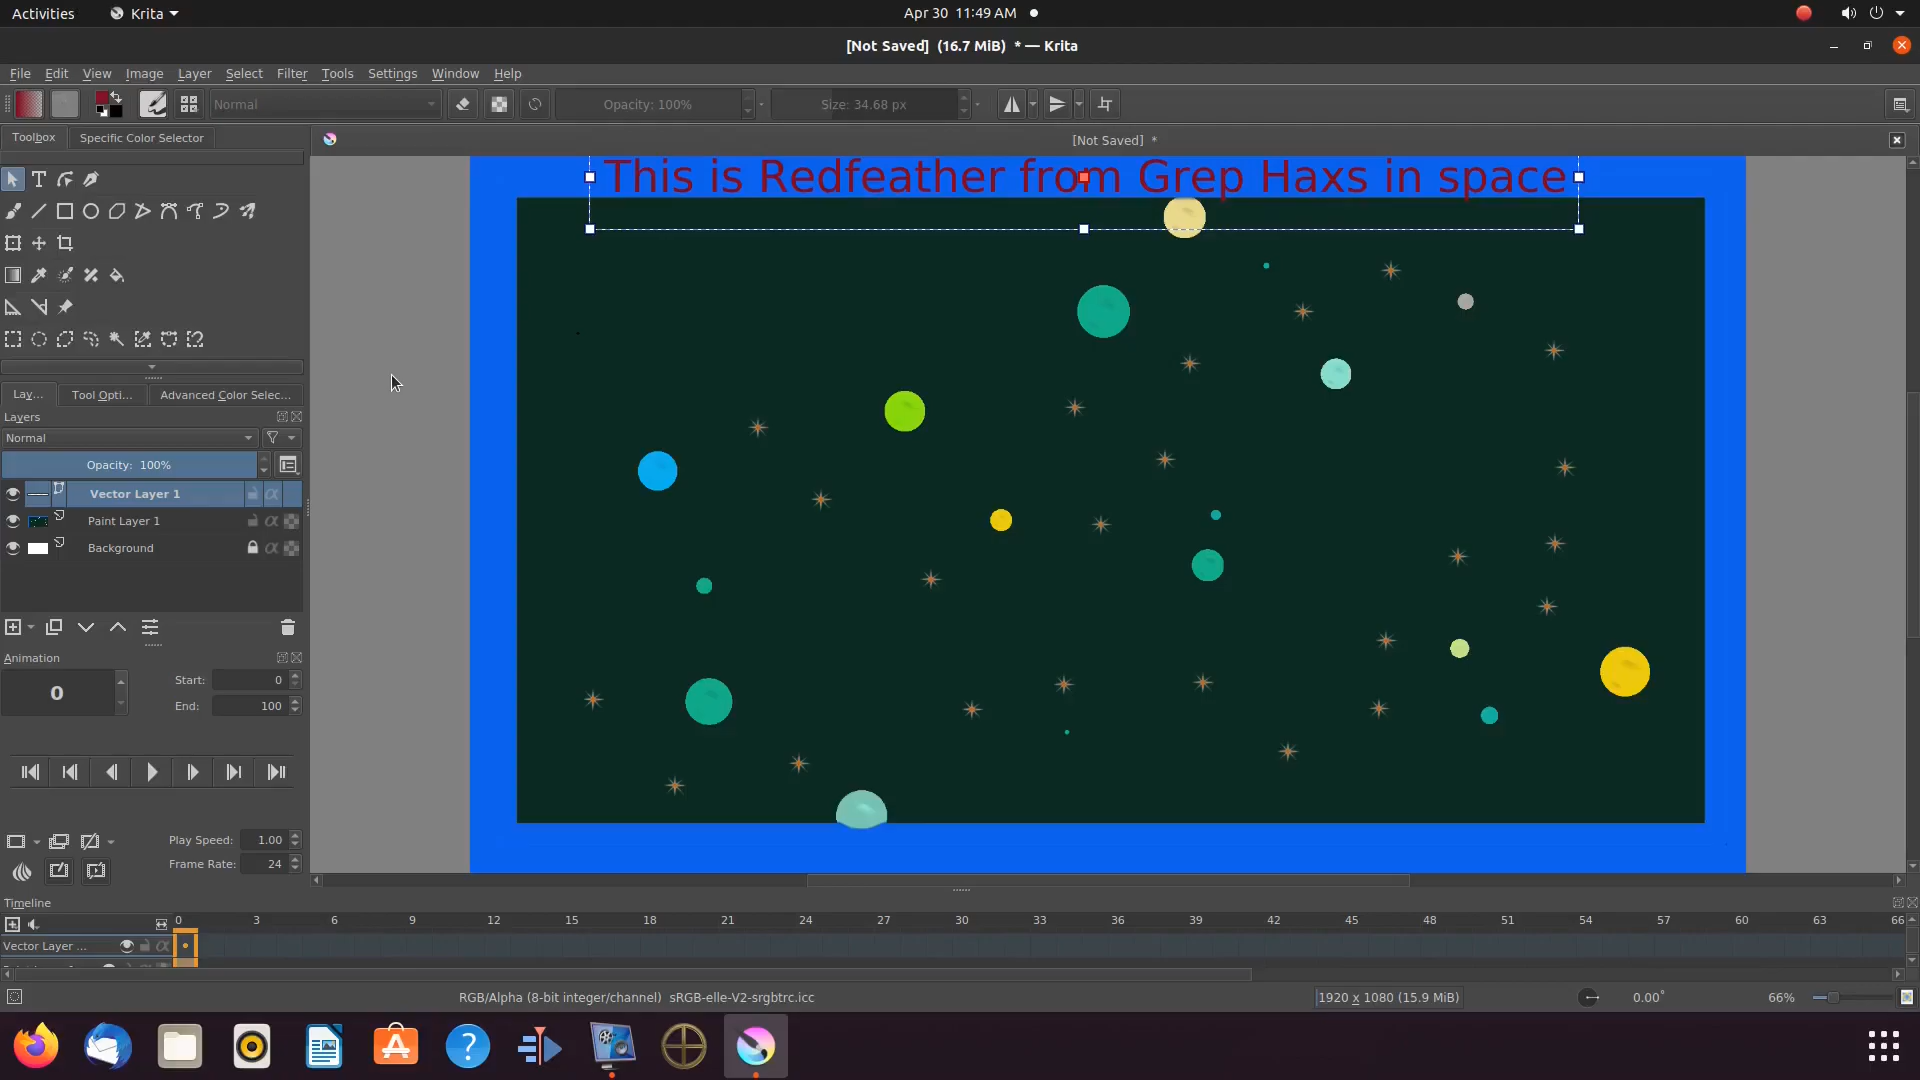 Activities Krita Apr 30 11:49 AM
[Not Saved] (16.7 MiB) * — Krita
File Edit View Image Layer Select Filter Tools Settings Window Help
Normal Opacity: 100% Size: 34.68 px
Toolbox Specific Color Selector [Not Saved] *
This is Redfeather from Grep Haxs in space
Lay... Tool Opti... Advanced Color Selec...
Layers
Normal
Opacity: 100%
Vector Layer 1
Paint Layer 1
Background
Animation
0 Start: 0
End: 100
Play Speed: 1.00
Frame Rate: 24
Timeline
0 3 6 9 12 15 18 21 24 27 30 33 36 39 42 45 48 51 54 57 60 63 66
Vector Layer ...
RGB/Alpha (8-bit integer/channel) sRGB-elle-V2-srgbtrc.icc 1920 x 1080 (15.9 MiB) 0.00° 66%